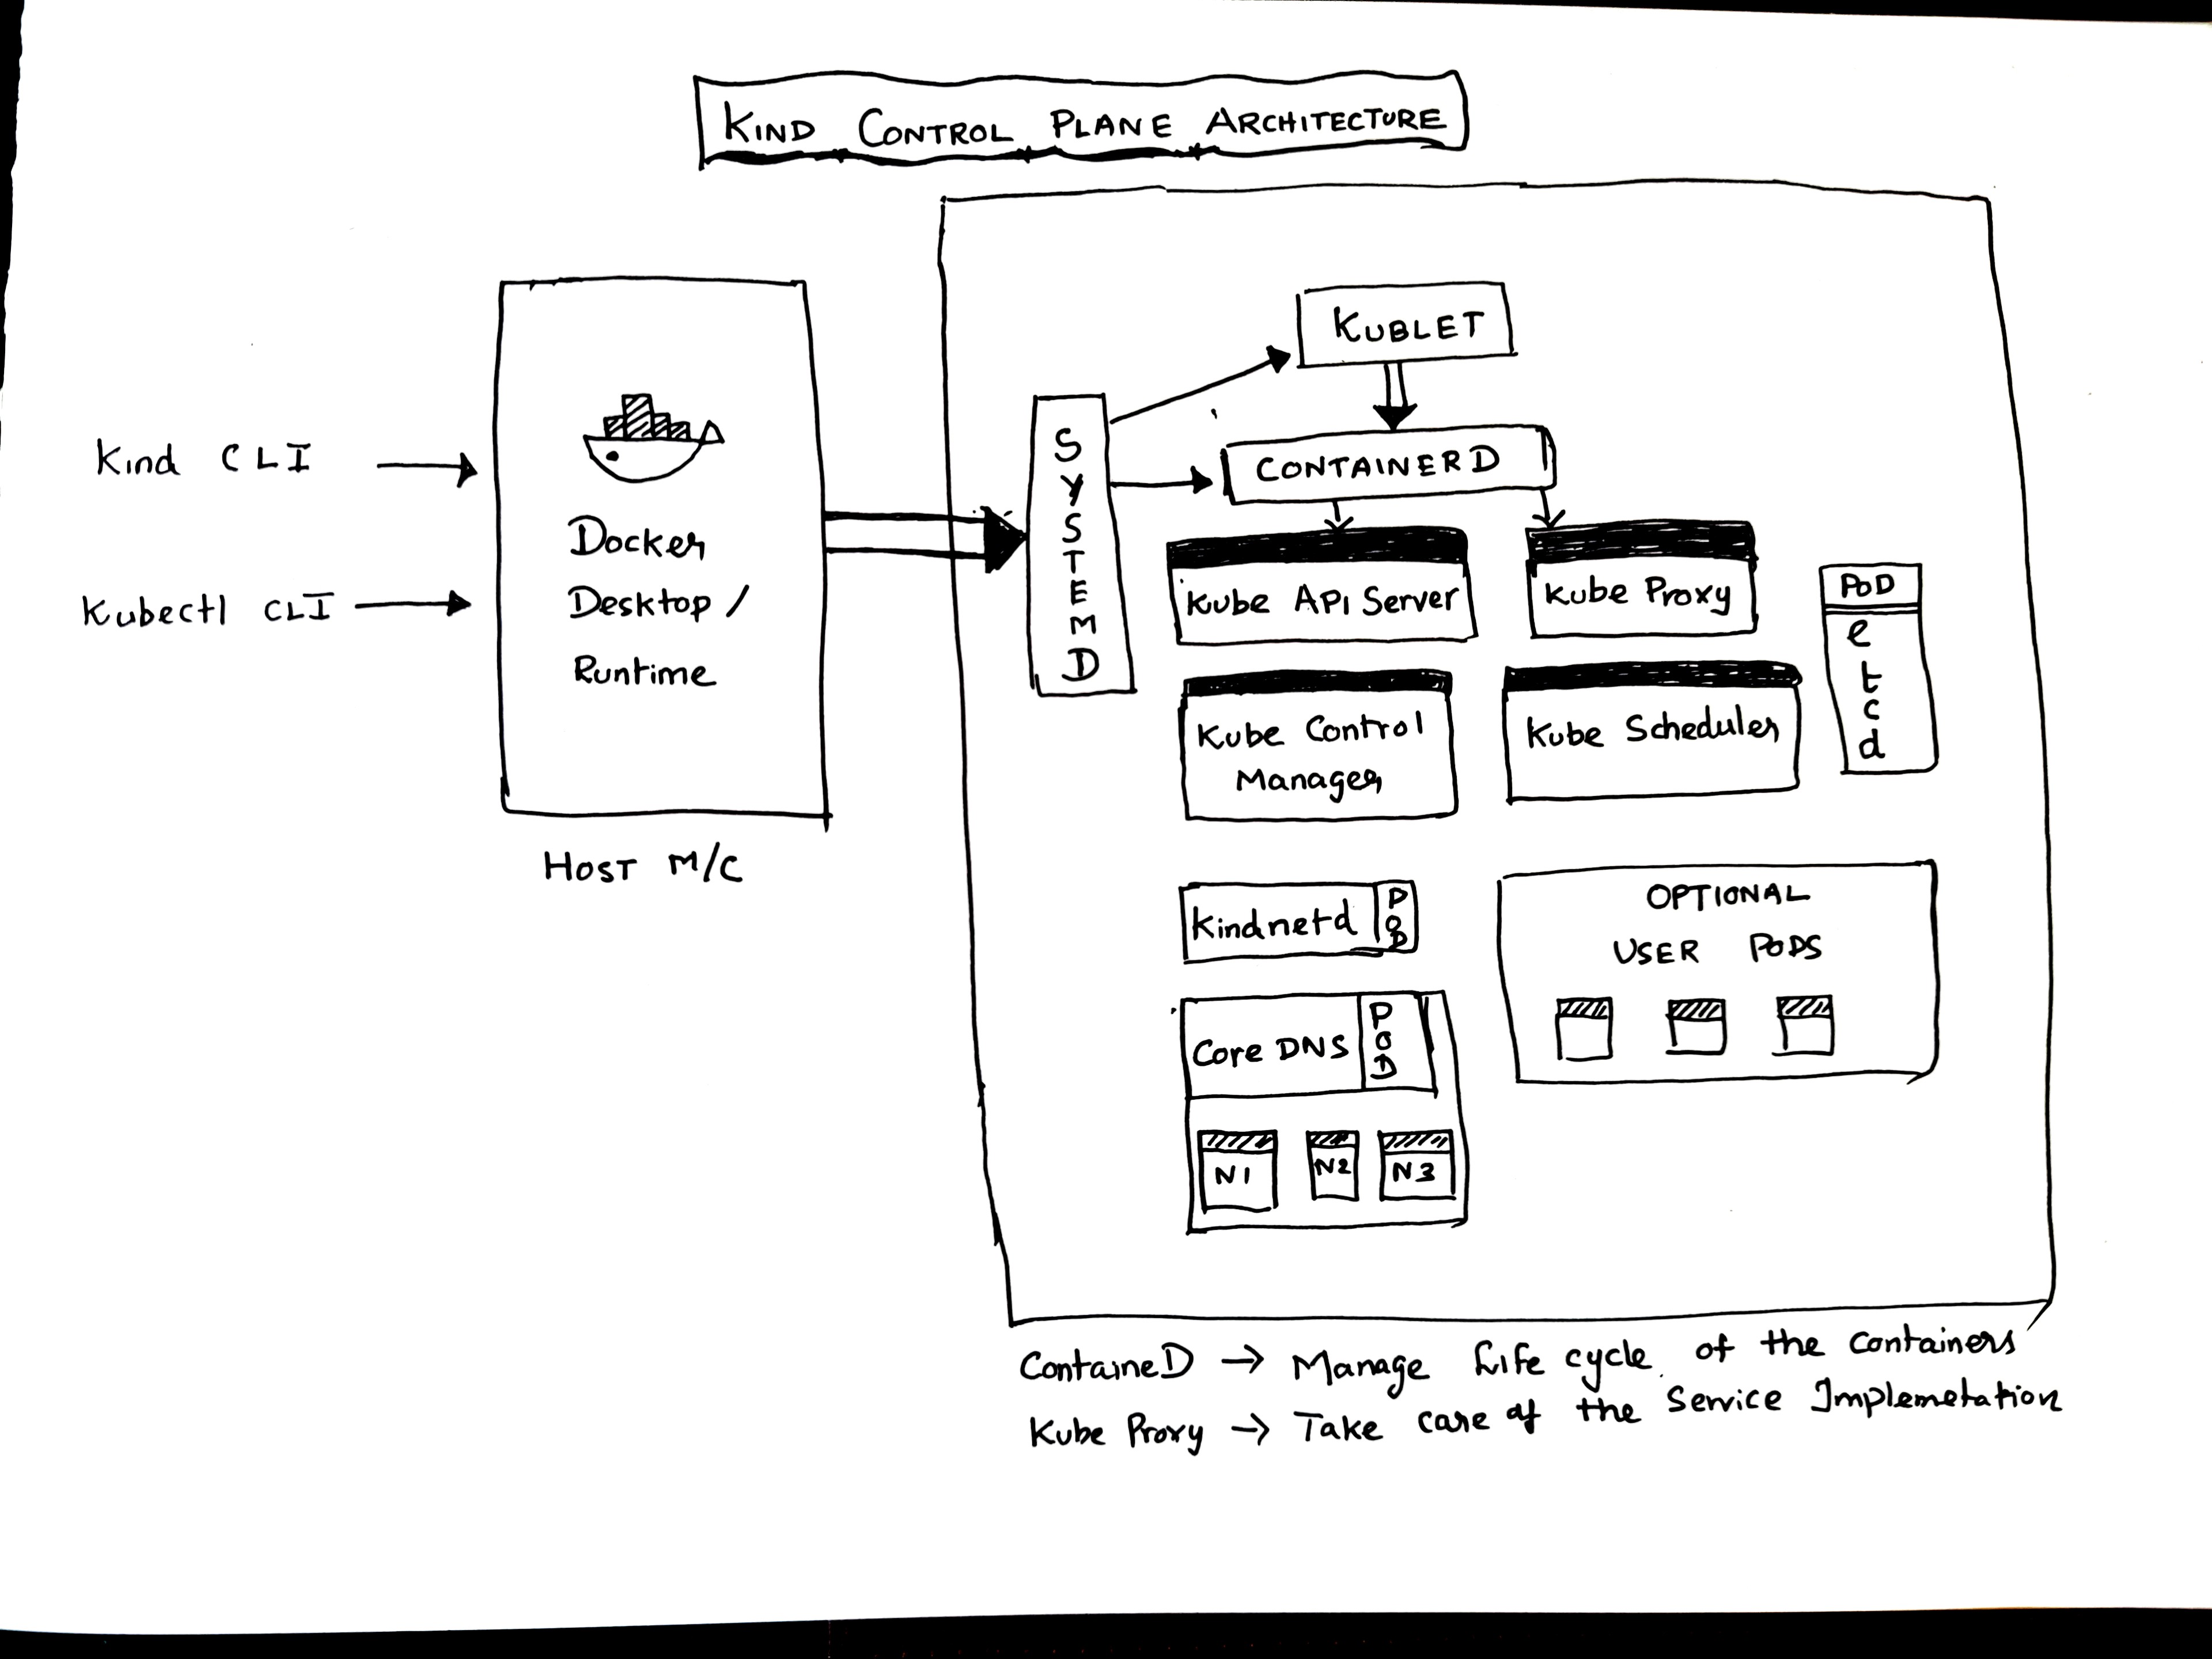 KIND CONTROL PLANE ARCHITECTURE
Kind CLI
Kubectl CLI
Docker
Desktop /
Runtime
HOST M/C
SYSTEMD
KUBLET
CONTAINERD
Kube API Server
Kube Proxy
Kube Control
Manager
Kube Scheduler
POD
etcd
Kindnetd
POD
Core DNS
POD
N1
N2
N3
OPTIONAL
USER PODS
ContaineD → Manage Life cycle of the containers
Kube Proxy → Take care of the Service Implemetation